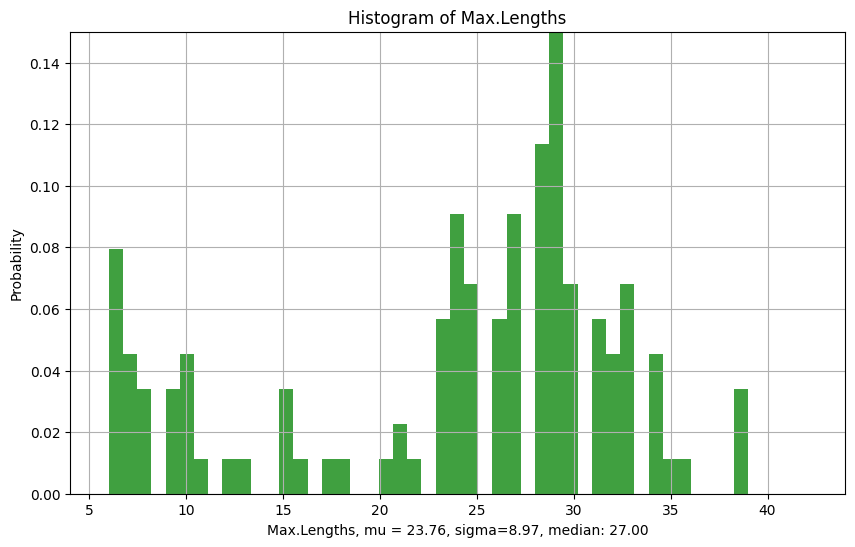 Histogram of Max.Lengths
0.14
0.12
0.10
0.08
0.06
0.04
0.02
0.00
Probability
5 10 15 20 25 30 35 40
Max.Lengths, mu = 23.76, sigma=8.97, median: 27.00